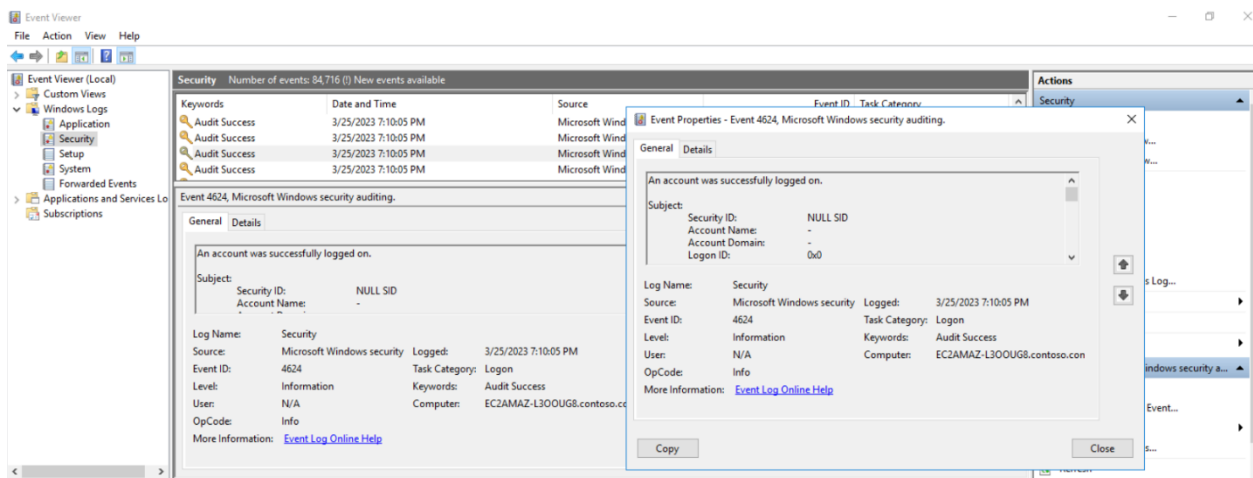 Event Viewer
File Action View Help
Event Viewer (Local)
Custom Views
Windows Logs
Application
Security
Setup
System
Forwarded Events
Applications and Services Lo
Subscriptions
Security Number of events: 84,716 (!) New events available
Keywords Date and Time Source Event ID Task Category
Audit Success 3/25/2023 7:10:05 PM Microsoft Wind
Audit Success 3/25/2023 7:10:05 PM Microsoft Wind
Audit Success 3/25/2023 7:10:05 PM Microsoft Wind
Audit Success 3/25/2023 7:10:05 PM Microsoft Wind
Event 4624, Microsoft Windows security auditing.
General Details
An account was successfully logged on.
Subject:
Security ID: NULL SID
Account Name: -
Log Name: Security
Source: Microsoft Windows security Logged: 3/25/2023 7:10:05 PM
Event ID: 4624 Task Category: Logon
Level: Information Keywords: Audit Success
User: N/A Computer: EC2AMAZ-L3OOUG8.contoso.co
OpCode: Info
More Information: Event Log Online Help
Event Properties - Event 4624, Microsoft Windows security auditing.
General Details
An account was successfully logged on.
Subject:
Security ID: NULL SID
Account Name: -
Account Domain: -
Logon ID: 0x0
Log Name: Security
Source: Microsoft Windows security Logged: 3/25/2023 7:10:05 PM
Event ID: 4624 Task Category: Logon
Level: Information Keywords: Audit Success
User: N/A Computer: EC2AMAZ-L3OOUG8.contoso.con
OpCode: Info
More Information: Event Log Online Help
Copy Close
Actions
Security
s Log...
indows security a...
Event...